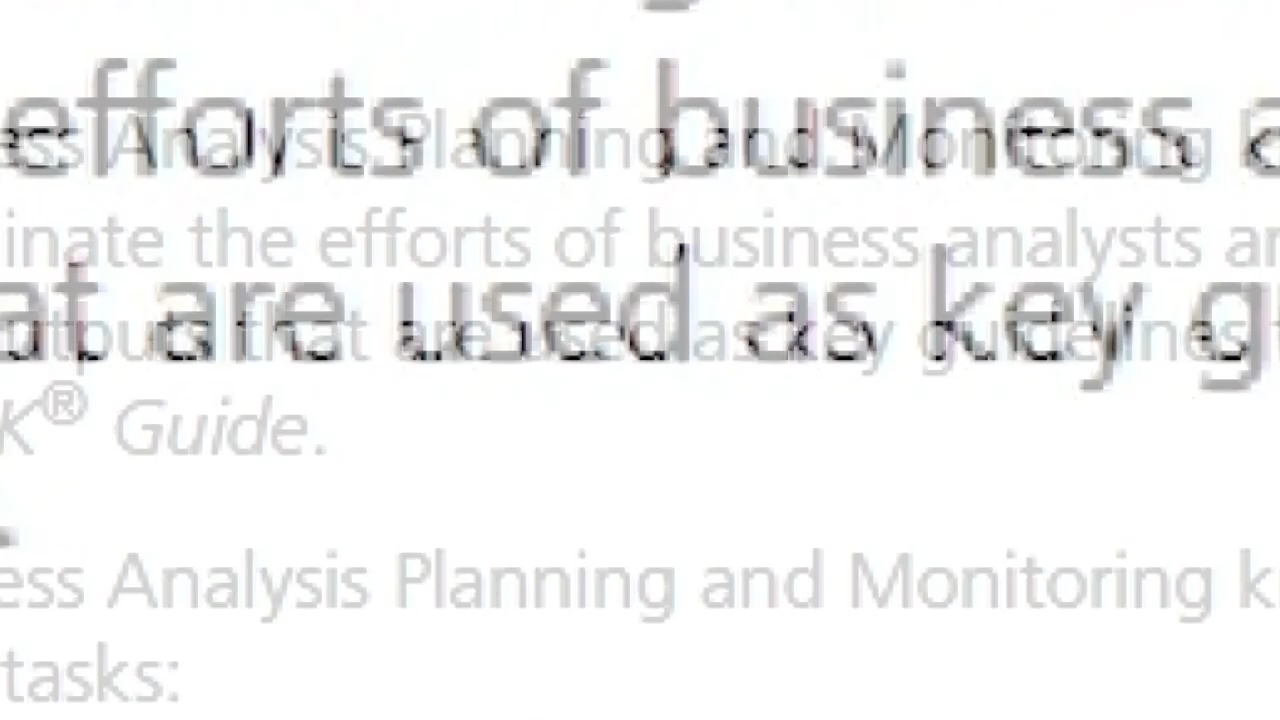 efforts of business a
ess Analysis Planning and Monitoring k
inate the efforts of business analysts ar
at are used as key g
utputs that are used as key guidelines
K® Guide.
ess Analysis Planning and Monitoring k
tasks: